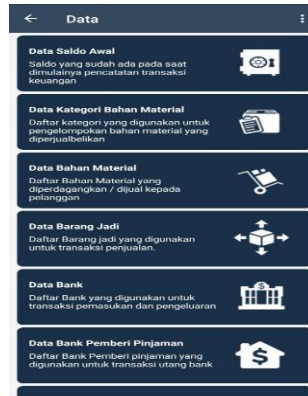 Data
Data Saldo Awal
Saldo yang sudah ada pada saat
dimulainya pencatatan transaksi
keuangan
Data Kategori Bahan Material
Daftar kategori yang digunakan untuk
pengelompokan bahan material yang
diperjualbelikan
Data Bahan Material
Daftar Bahan Material yang
diperdagangkan / dijual kepada
pelanggan
Data Barang Jadi
Daftar Barang jadi yang digunakan
untuk transaksi penjualan.
Data Bank
Daftar Bank yang digunakan untuk
transaksi pemasukan dan pengeluaran
Data Bank Pemberi Pinjaman
Daftar Bank Pemberi pinjaman yang
digunakan untuk transaksi utang bank